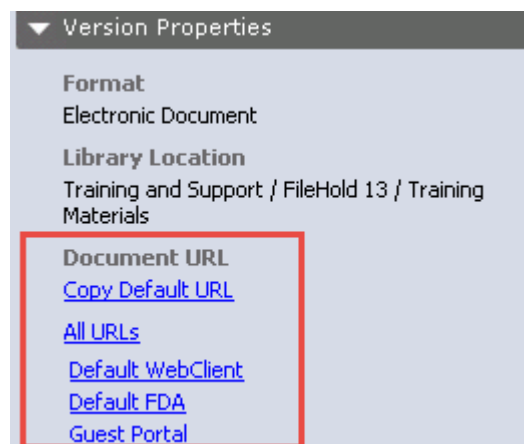 Version Properties
Format
Electronic Document
Library Location
Training and Support / FileHold 13 / Training
Materials
Document URL
Copy Default URL
All URLs
Default WebClient
Default FDA
Guest Portal